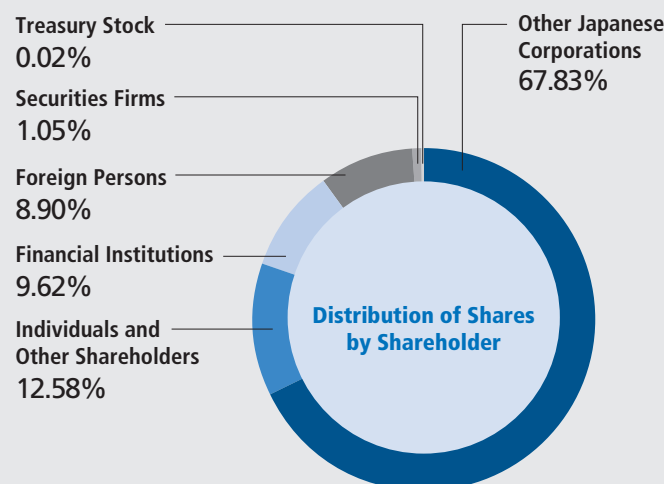 Treasury Stock
0.02%
Securities Firms
1.05%
Foreign Persons
8.90%
Financial Institutions
9.62%
Individuals and
Other Shareholders
12.58%
Other Japanese
Corporations
67.83%
Distribution of Shares
by Shareholder